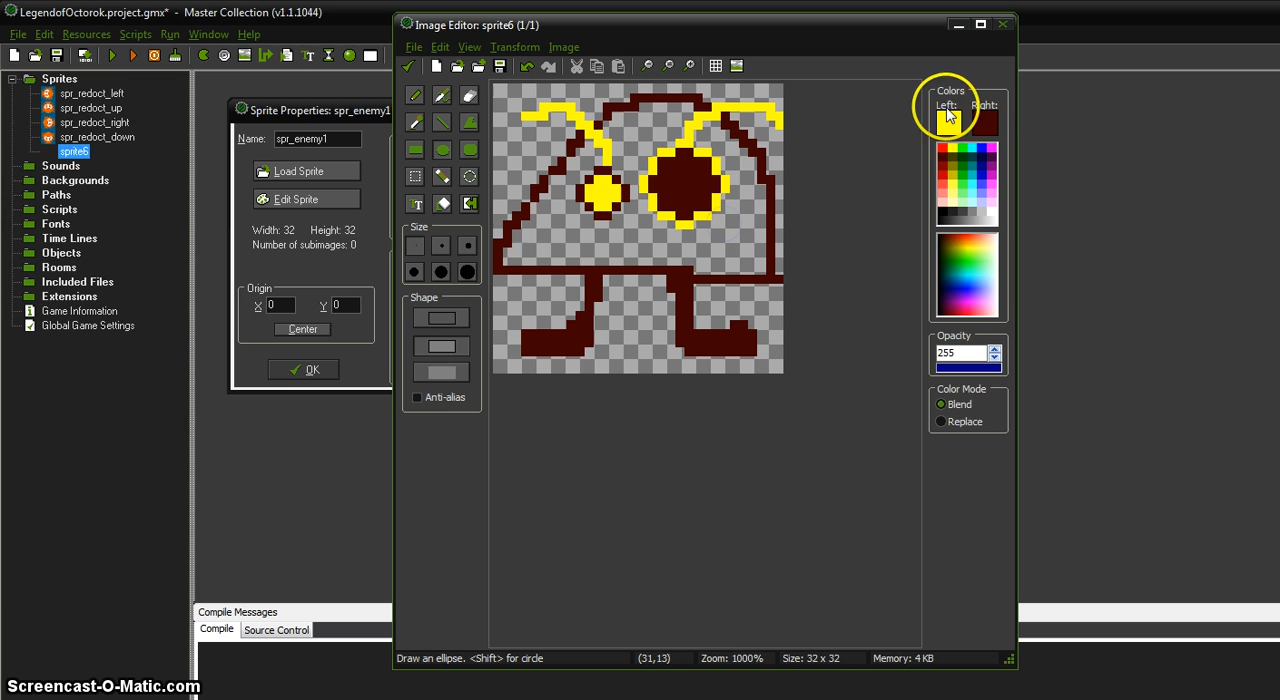 LegendofOctorok.project.gmx* - Master Collection (v1.1.1044)
File Edit Resources Scripts Run Window Help
Sprites
spr_redoct_left
spr_redoct_up
spr_redoct_right
spr_redoct_down
sprite6
Sounds
Backgrounds
Paths
Scripts
Fonts
Time Lines
Objects
Rooms
Included Files
Extensions
Game Information
Global Game Settings
Sprite Properties: spr_enemy1
Name: spr_enemy1
Load Sprite
Edit Sprite
Width: 32 Height: 32
Number of subimages: 0
Origin
X 0 Y 0
Center
OK
Image Editor: sprite6 (1/1)
File Edit View Transform Image
Size
Shape
Anti-alias
Colors
Left: Right:
Opacity
255
Color Mode
Blend
Replace
Draw an ellipse. <Shift> for circle (31,13) Zoom: 1000% Size: 32 x 32 Memory: 4 KB
Compile Messages
Compile Source Control
Screencast-O-Matic.com